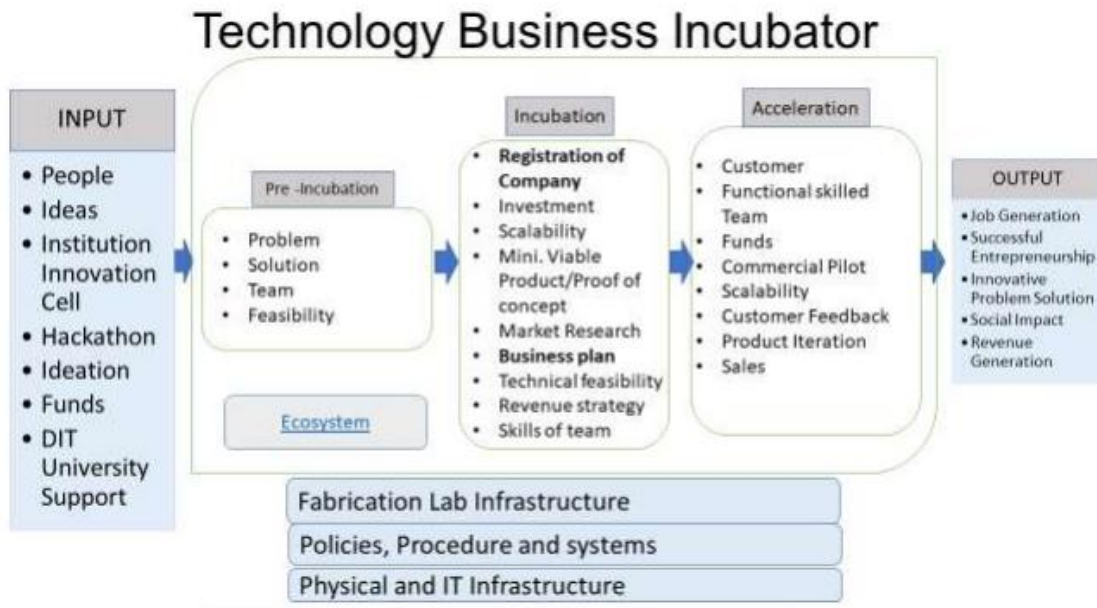 Technology Business Incubator
INPUT
• People
• Ideas
• Institution
Innovation
Cell
• Hackathon
• Ideation
• Funds
• DIT
University
Support
Pre -Incubation
• Problem
• Solution
• Team
• Feasibility
Ecosystem
Incubation
• Registration of
Company
• Investment
• Scalability
• Mini. Viable
Product/Proof of
concept
• Market Research
• Business plan
• Technical feasibility
• Revenue strategy
• Skills of team
Acceleration
• Customer
• Functional skilled
Team
• Funds
• Commercial Pilot
• Scalability
• Customer Feedback
• Product Iteration
• Sales
OUTPUT
• Job Generation
• Successful
Entrepreneurship
• Innovative
Problem Solution
• Social Impact
• Revenue
Generation
Fabrication Lab Infrastructure
Policies, Procedure and systems
Physical and IT Infrastructure